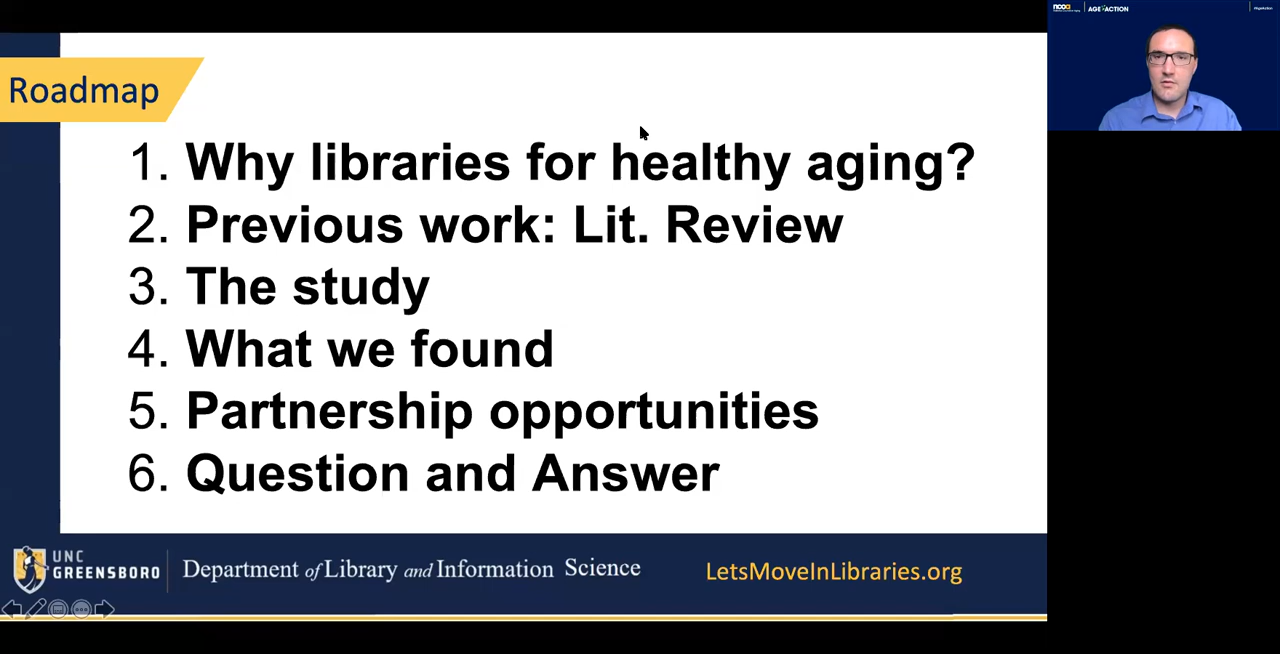 Roadmap
1. Why libraries for healthy aging?
2. Previous work: Lit. Review
3. The study
4. What we found
5. Partnership opportunities
6. Question and Answer
UNC
GREENSBORO
Department of Library and Information Science
LetsMoveInLibraries.org
ncoa
AGE+ACTION